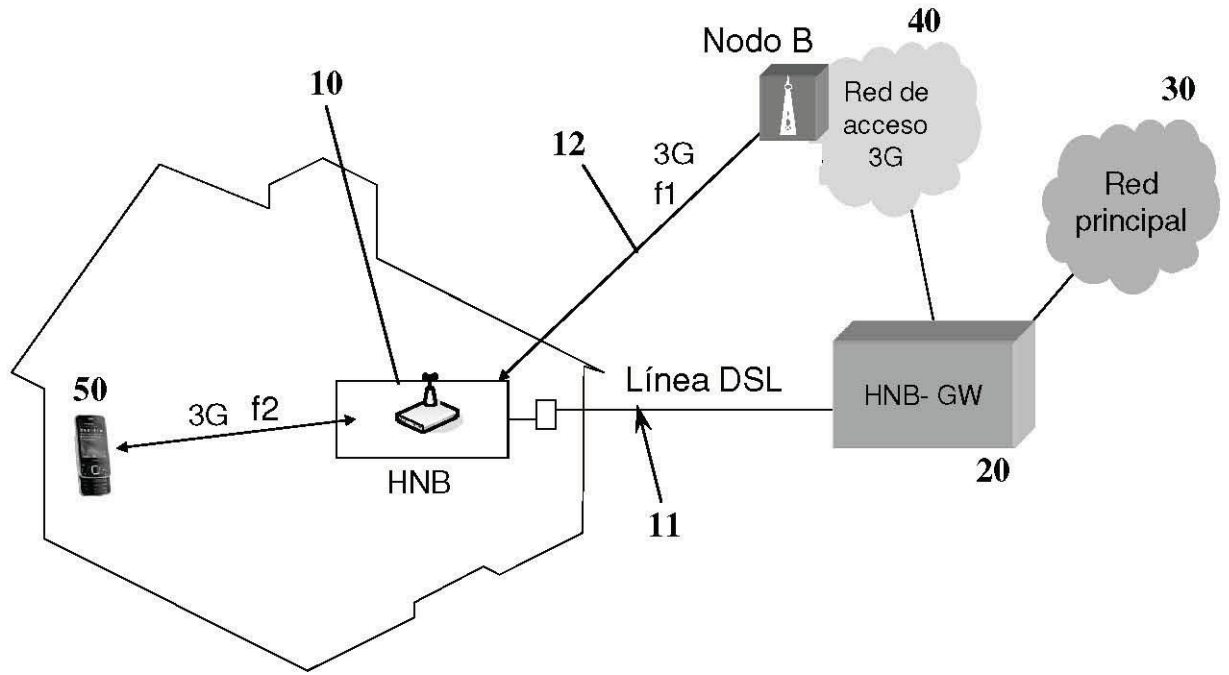 40
Nodo B
30
10
Red de
acceso
3G
12
3G
f1
Red
principal
50
3G f2
Línea DSL
HNB- GW
HNB
20
11